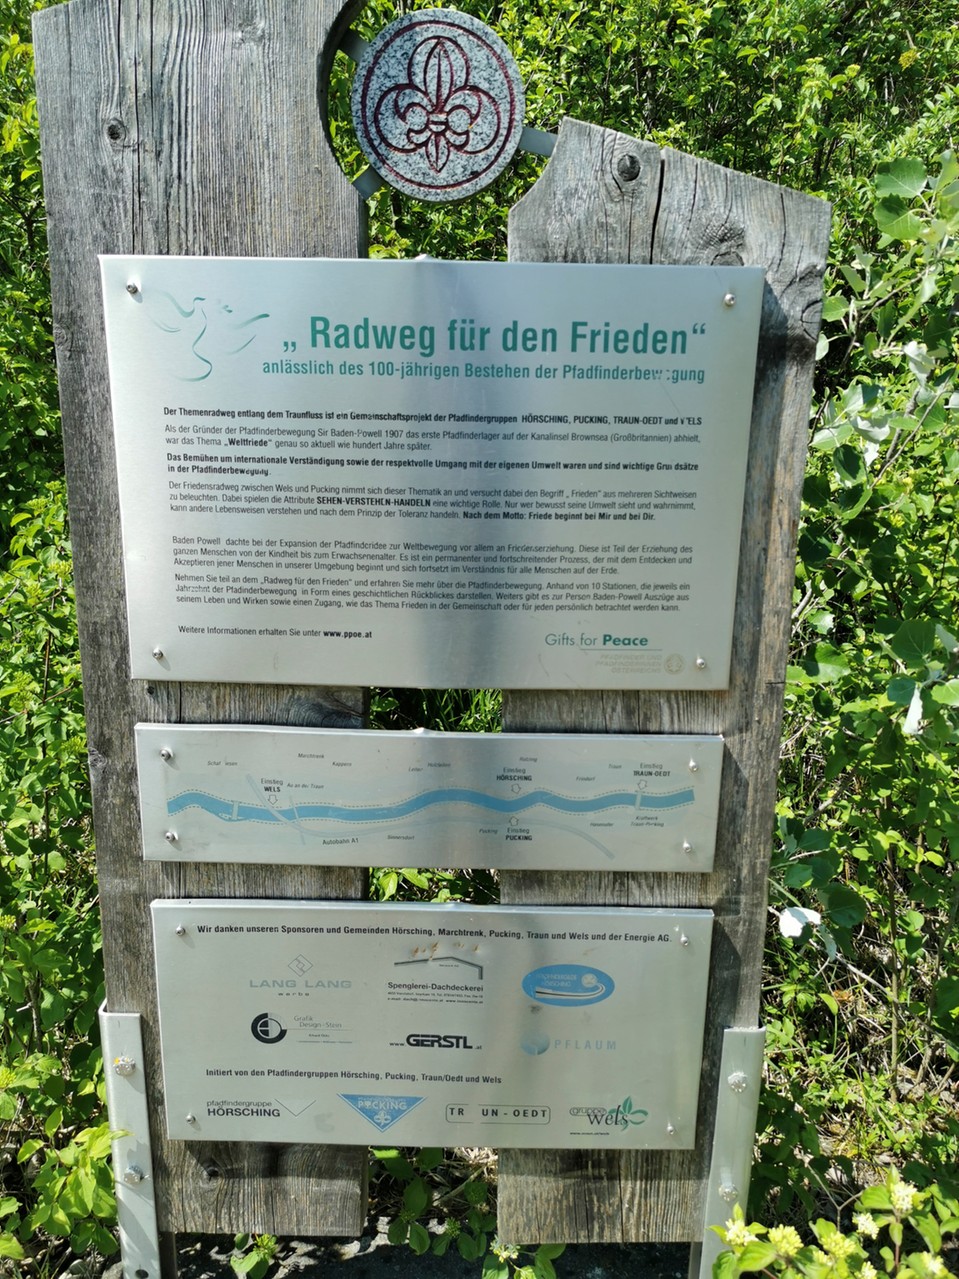 „ Radweg für den Frieden“
anlässlich des 100-jährigen Bestehen der Pfadfinderbewegung
Der Themenradweg entlang dem Traunfluss ist ein Gemeinschaftsprojekt der Pfadfindergruppen HÖRSCHING, PUCKING, TRAUN-OEDT und WELS
Als der Gründer der Pfadfinderbewegung Sir Baden-Powell 1907 das erste Pfadfinderlager auf der Kanalinsel Brownsea (Großbritannien) abhielt,
war das Thema „Weltfriede“ genau so aktuell wie hundert Jahre später.
Das Bemühen um internationale Verständigung sowie der respektvolle Umgang mit der eigenen Umwelt waren und sind wichtige Grundsätze
in der Pfadfinderbewegung.
Der Friedensradweg zwischen Wels und Pucking nimmt sich dieser Thematik an und versucht dabei den Begriff „ Frieden“ aus mehreren Sichtweisen
zu beleuchten. Dabei spielen die Attribute SEHEN-VERSTEHEN-HANDELN eine wichtige Rolle. Nur wer bewusst seine Umwelt sieht und wahrnimmt,
kann andere Lebensweisen verstehen und nach dem Prinzip der Toleranz handeln. Nach dem Motto: Friede beginnt bei Mir und bei Dir.
Baden Powell dachte bei der Expansion der Pfadfinderidee zur Weltbewegung vor allem an Friedenserziehung. Diese ist Teil der Erziehung des
ganzen Menschen von der Kindheit bis zum Erwachsenenalter. Es ist ein permanenter und fortschreitender Prozess, der mit dem Entdecken und
Akzeptieren jener Menschen in unserer Umgebung beginnt und sich fortsetzt im Verständnis für alle Menschen auf der Erde.
Nehmen Sie teil an dem „Radweg für den Frieden“ und erfahren Sie mehr über die Pfadfinderbewegung. Anhand von 10 Stationen, die jeweils ein
Jahrzehnt der Pfadinderbewegung in Form eines geschichtlichen Rückblickes darstellen. Weiters gibt es zur Person Baden-Powell Auszüge aus
seinem Leben und Wirken sowie einen Zugang, wie das Thema Frieden in der Gemeinschaft oder für jeden persönlich betrachtet werden kann.
Weitere Informationen erhalten Sie unter www.ppoe.at
Gifts for Peace
PFADFINDER UND
PFADFINDERINNEN
ÖSTERREICHS
Marchtrenk
Einstieg
WELS
Au an der Traun
Autobahn A1
Einstieg
HÖRSCHING
Pucking
Einstieg
PUCKING
Traun
Einstieg
TRAUN-OEDT
Kraftwerk
Traun-Pucking
Wir danken unseren Sponsoren und Gemeinden Hörsching, Marchtrenk, Pucking, Traun und Wels und der Energie AG.
LANG LANG
werbe
Spenglerei-Dachdeckerei
Grafik
Design-Stein
www.GERSTL.at
PFLAUM
Initiert von den Pfadfindergruppen Hörsching, Pucking, Traun/Oedt und Wels
pfadfindergruppe
HÖRSCHING
PUCKING
TR UN-OEDT
gruppe
wels